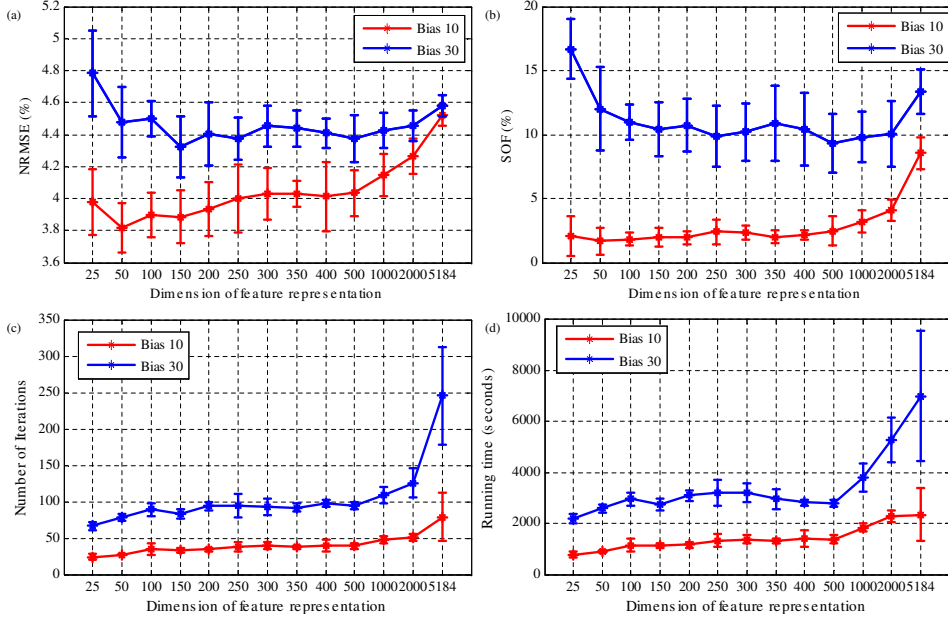 (a)
5.2
5
4.8
4.6
4.4
4.2
4
3.8
3.6
NRMSE (%)
Bias 10
Bias 30
25 50 100 150 200 250 300 350 400 500 1000 2000 5184
Dimension of feature representation
(b)
20
15
10
5
0
SOF (%)
Bias 10
Bias 30
25 50 100 150 200 250 300 350 400 500 1000 2000 5184
Dimension of feature representation
(c)
350
300
250
200
150
100
50
0
Number of Iterctions
Bias 10
Bias 30
25 50 100 150 200 250 300 350 400 500 1000 2000 5184
Dimension of feature representation
(d)
10000
8000
6000
4000
2000
0
Running time (seconds)
Bias 10
Bias 30
25 50 100 150 200 250 300 350 400 500 1000 2000 5184
Dimension of feature representation